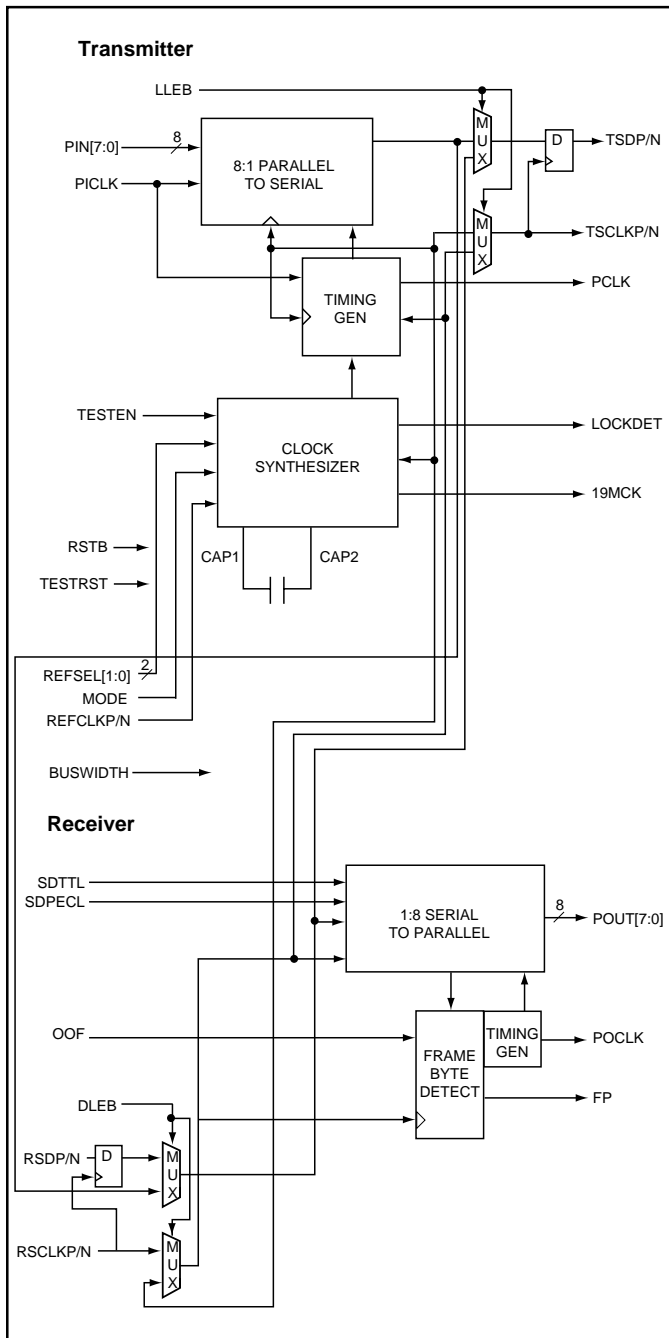 Transmitter
LLEB
PIN[7:0]
8
PICLK
8:1 PARALLEL
TO SERIAL
MUX
D
TSDP/N
MUX
TSCLKP/N
TIMING
GEN
PCLK
TESTEN
CLOCK
SYNTHESIZER
LOCKDET
19MCK
RSTB
CAP1
CAP2
TESTRST
REFSEL[1:0]
2
MODE
REFCLKP/N
BUSWIDTH
Receiver
SDTTL
SDPECL
1:8 SERIAL
TO PARALLEL
8
POUT[7:0]
OOF
FRAME
BYTE
DETECT
TIMING
GEN
POCLK
FP
DLEB
RSDP/N
D
MUX
RSCLKP/N
MUX